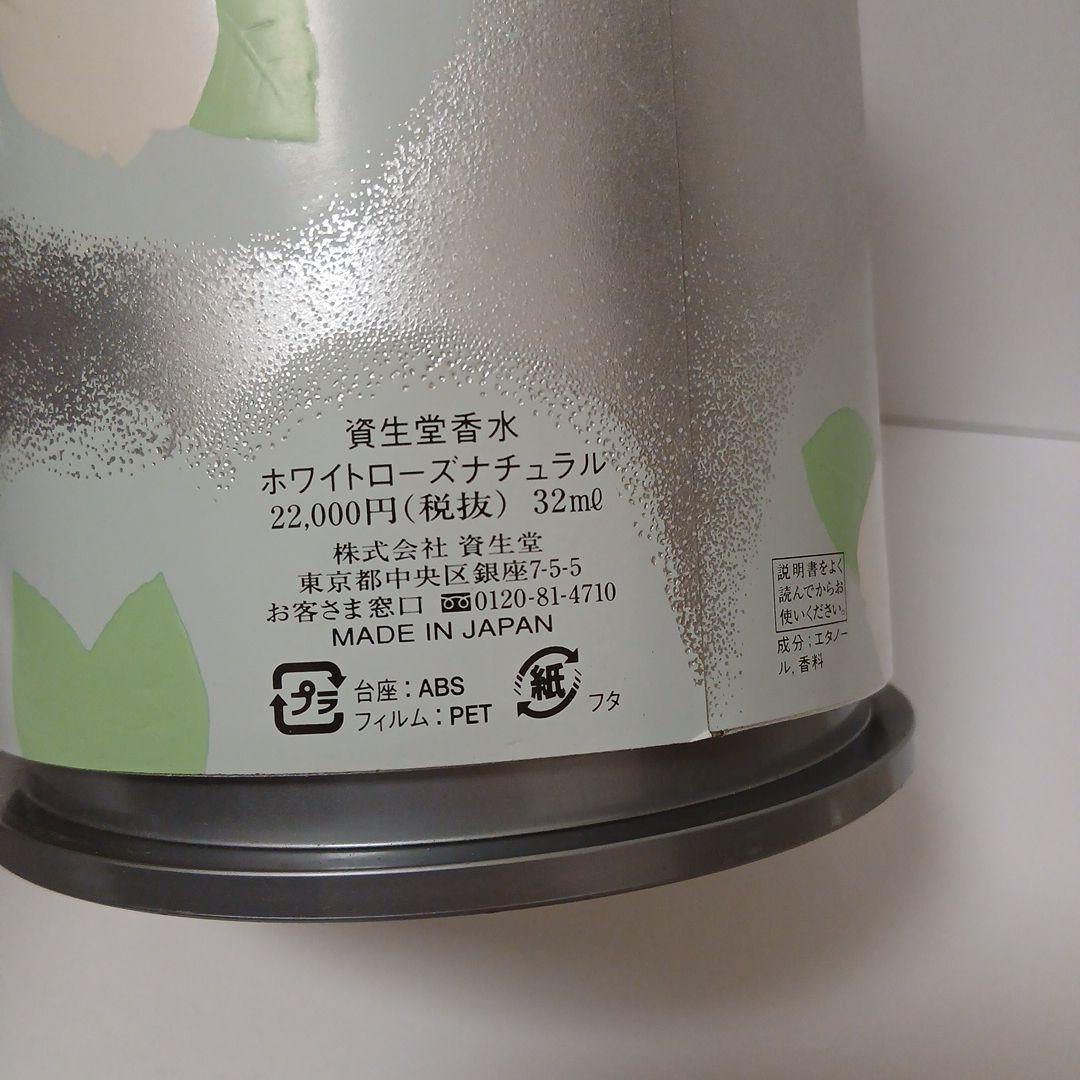 資生堂香水
ホワイトローズナチュラル
22,000円(税抜) 32mℓ
株式会社 資生堂
東京都中央区銀座7-5-5
お客さま窓口 0120-81-4710
MADE IN JAPAN
プラ
台座:ABS
フィルム:PET
紙
フタ
説明書をよく
読んでからお
使いください。
成分;エタノー
ル,香料